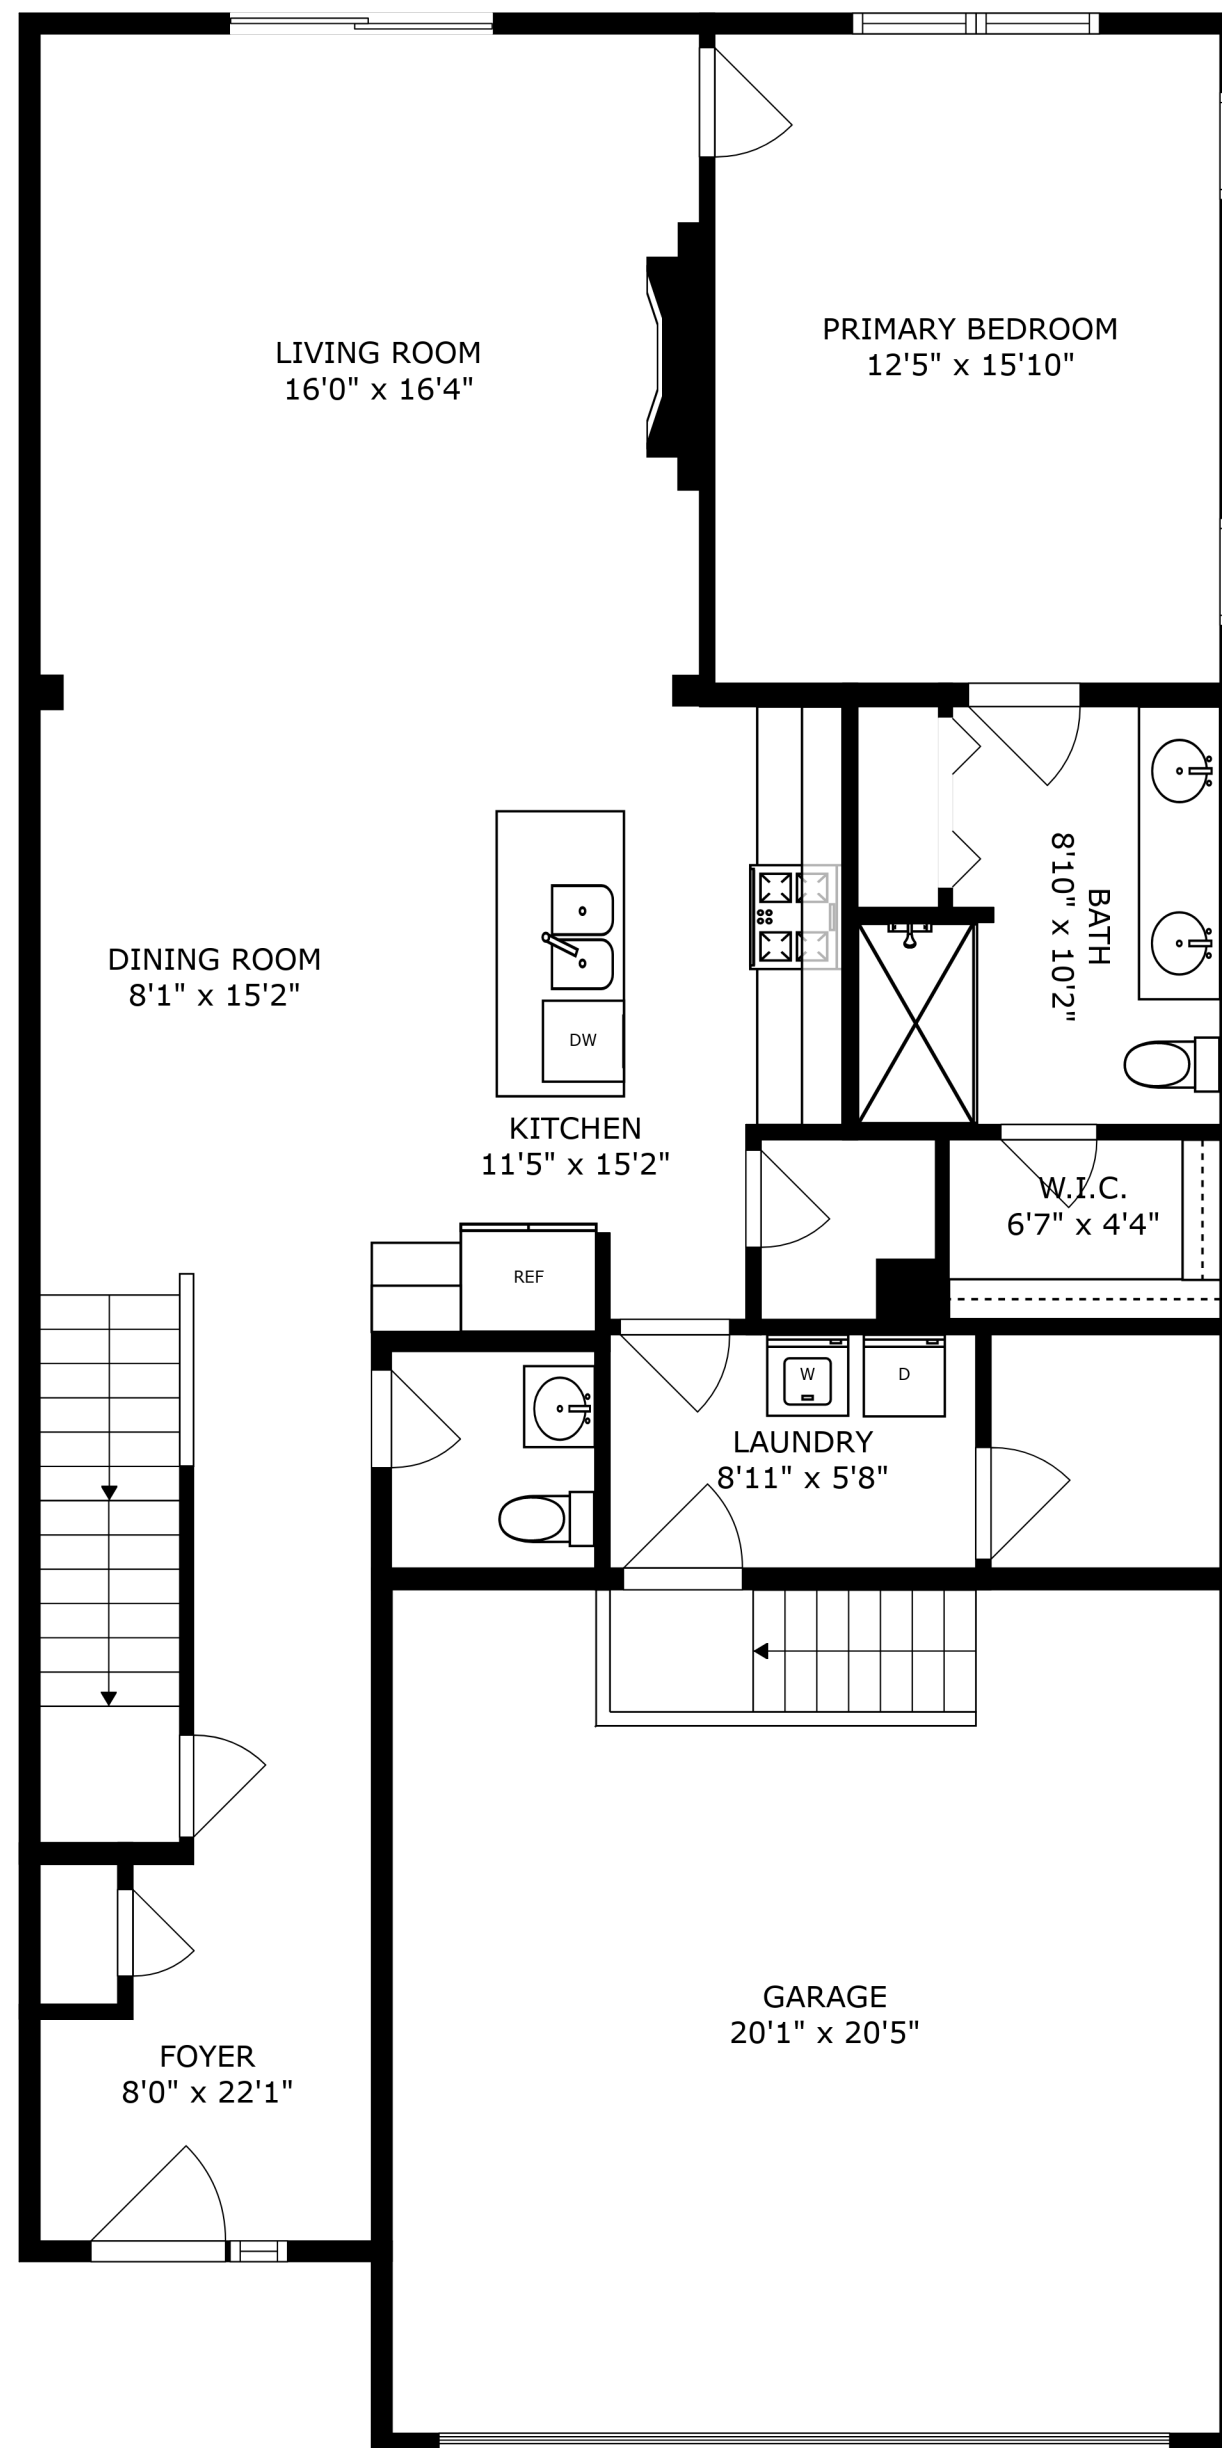 PRIMARY BEDROOM
12'5" x 15'10"
LIVING ROOM
16'0" x 16'4"
BATH
8'10" x 10'2"
DINING ROOM
8'1" x 15'2"
DW
KITCHEN
11'5" x 15'2"
W.I.C.
6'7" x 4'4"
REF
W
D
LAUNDRY
8'11" x 5'8"
GARAGE
20'1" x 20'5"
FOYER
8'0" x 22'1"